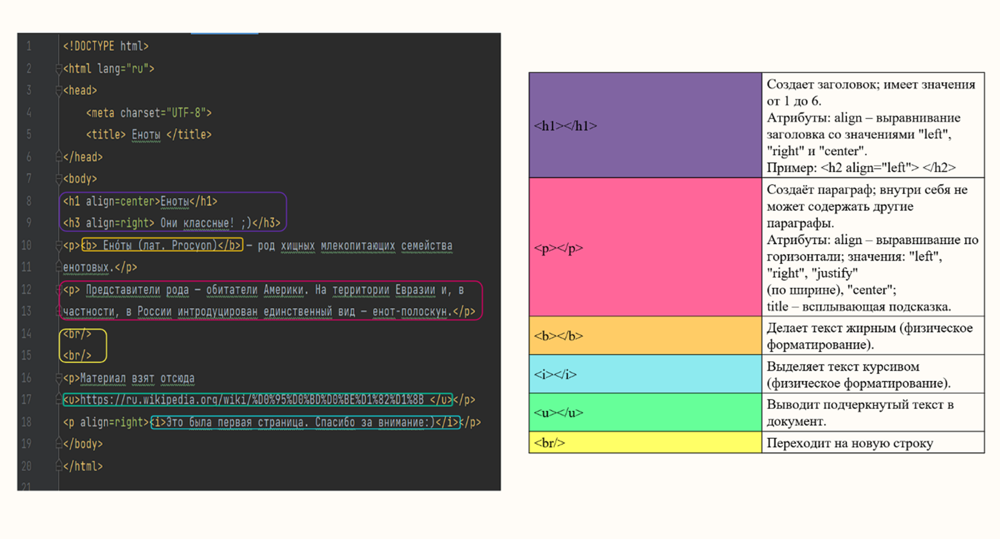 1 <!DOCTYPE html>
2 <html lang="ru">
3 <head>
4 <meta charset="UTF-8">
5 <title> Еноты </title>
6 </head>
7 <body>
8 <h1 align=center>Еноты</h1>
9 <h3 align=right> Они классные! ;)</h3>
10 <p><b> Ено́ты (лат. Procyon)</b> — род хищных млекопитающих семейства
11 енотовых.</p>
12 <p> Представители рода — обитатели Америки. На территории Евразии и, в
13 частности, в России интродуцирован единственный вид — енот-полоскун.</p>
14 <br/>
15 <br/>
16 <p>Материал взят отсюда
17 <u>https://ru.wikipedia.org/wiki/%D0%95%D0%BD%D0%BE%D1%82%D1%8B </u></p>
18 <p align=right><i>Это была первая страница. Спасибо за внимание:)</i></p>
19 </body>
20 </html>
21
<h1></h1>
Создает заголовок; имеет значения
от 1 до 6.
Атрибуты: align – выравнивание
заголовка со значениями "left",
"right" и "center".
Пример: <h2 align="left"> </h2>
<p></p>
Создаёт параграф; внутри себя не
может содержать другие
параграфы.
Атрибуты: align – выравнивание по
горизонтали; значения: "left",
"right", "justify"
(по ширине), "center";
title – всплывающая подсказка.
<b></b>
Делает текст жирным (физическое
форматирование).
<i></i>
Выделяет текст курсивом
(физическое форматирование).
<u></u>
Выводит подчеркнутый текст в
документ.
<br/>
Переходит на новую строку